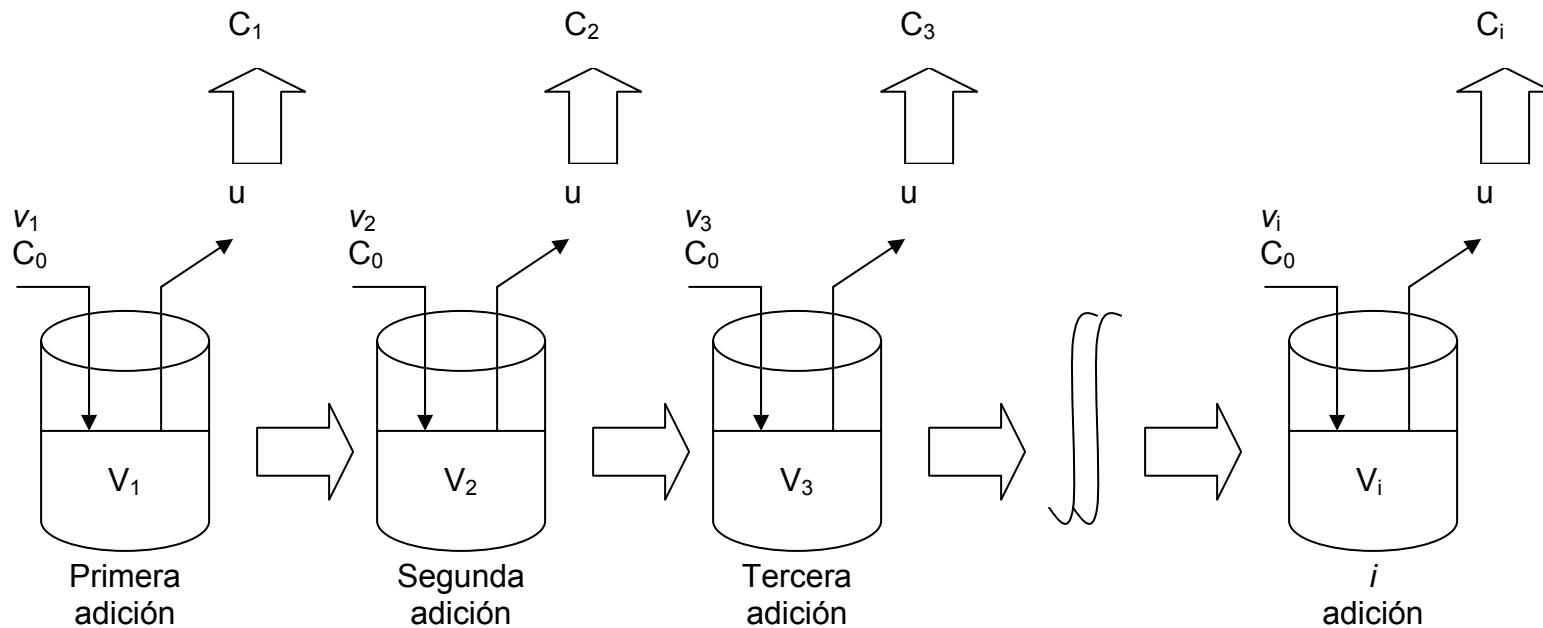 C₁ C₂ C₃ Cᵢ
u u u u
v₁ v₂ v₃ vᵢ
C₀ C₀ C₀ C₀
V₁ V₂ V₃ Vᵢ
Primera Segunda Tercera i
adición adición adición adición